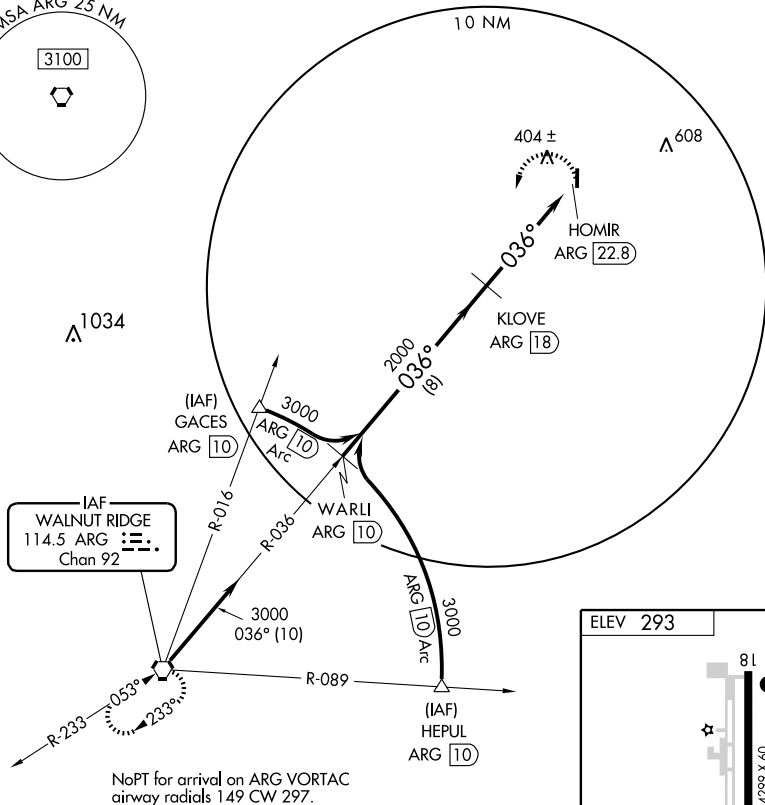 MSA ARG 25 NM
3100
10 NM
404 ±
608
HOMIR
ARG 22.8
036°
KLOVE
ARG 18
1034
2000
036°
(8)
(IAF)
GACES
ARG 10
3000
ARG 10
Arc
WARLI
ARG 10
R-016
R-036
IAF
WALNUT RIDGE
114.5 ARG
Chan 92
3000
036° (10)
ARG 10 Arc
3000
R-089
R-233
053°
233°
(IAF)
HEPUL
ARG 10
NoPT for arrival on ARG VORTAC
airway radials 149 CW 297.
ELEV 293
18